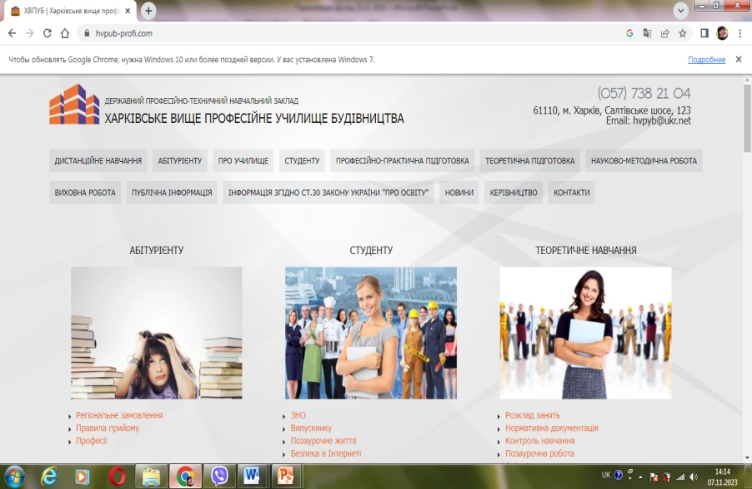 ХВПУБ | Харківське вище проф
hvpub-profi.com
Чтобы обновлять Google Chrome, нужна Windows 10 или более поздней версии. У вас установлена Windows 7.
Подробнее
ДЕРЖАВНИЙ ПРОФЕСІЙНО-ТЕХНІЧНИЙ НАВЧАЛЬНИЙ ЗАКЛАД
ХАРКІВСЬКЕ ВИЩЕ ПРОФЕСІЙНЕ УЧИЛИЩЕ БУДІВНИЦТВА
(057) 738 21 04
61110, м. Харків, Салтівське шосе, 123
Email: hvpyb@ukr.net
ДИСТАНЦІЙНЕ НАВЧАННЯ АБІТУРІЄНТУ ПРО УЧИЛИЩЕ СТУДЕНТУ ПРОФЕСІЙНО-ПРАКТИЧНА ПІДГОТОВКА ТЕОРЕТИЧНА ПІДГОТОВКА НАУКОВО-МЕТОДИЧНА РОБОТА
ВИХОВНА РОБОТА ПУБЛІЧНА ІНФОРМАЦІЯ ІНФОРМАЦІЯ ЗГІДНО СТ.30 ЗАКОНУ УКРАЇНИ "ПРО ОСВІТУ" НОВИНИ КЕРІВНИЦТВО КОНТАКТИ
АБІТУРІЄНТУ
Регіональне замовлення
Правила прийому
Професії
СТУДЕНТУ
ЗНО
Випускнику
Позаурочне життя
Безпека в Інтернеті
ТЕОРЕТИЧНЕ НАВЧАННЯ
Розклад занять
Нормативна документація
Контроль навчання
Позаурочна робота
UK
14:14
07.11.2023